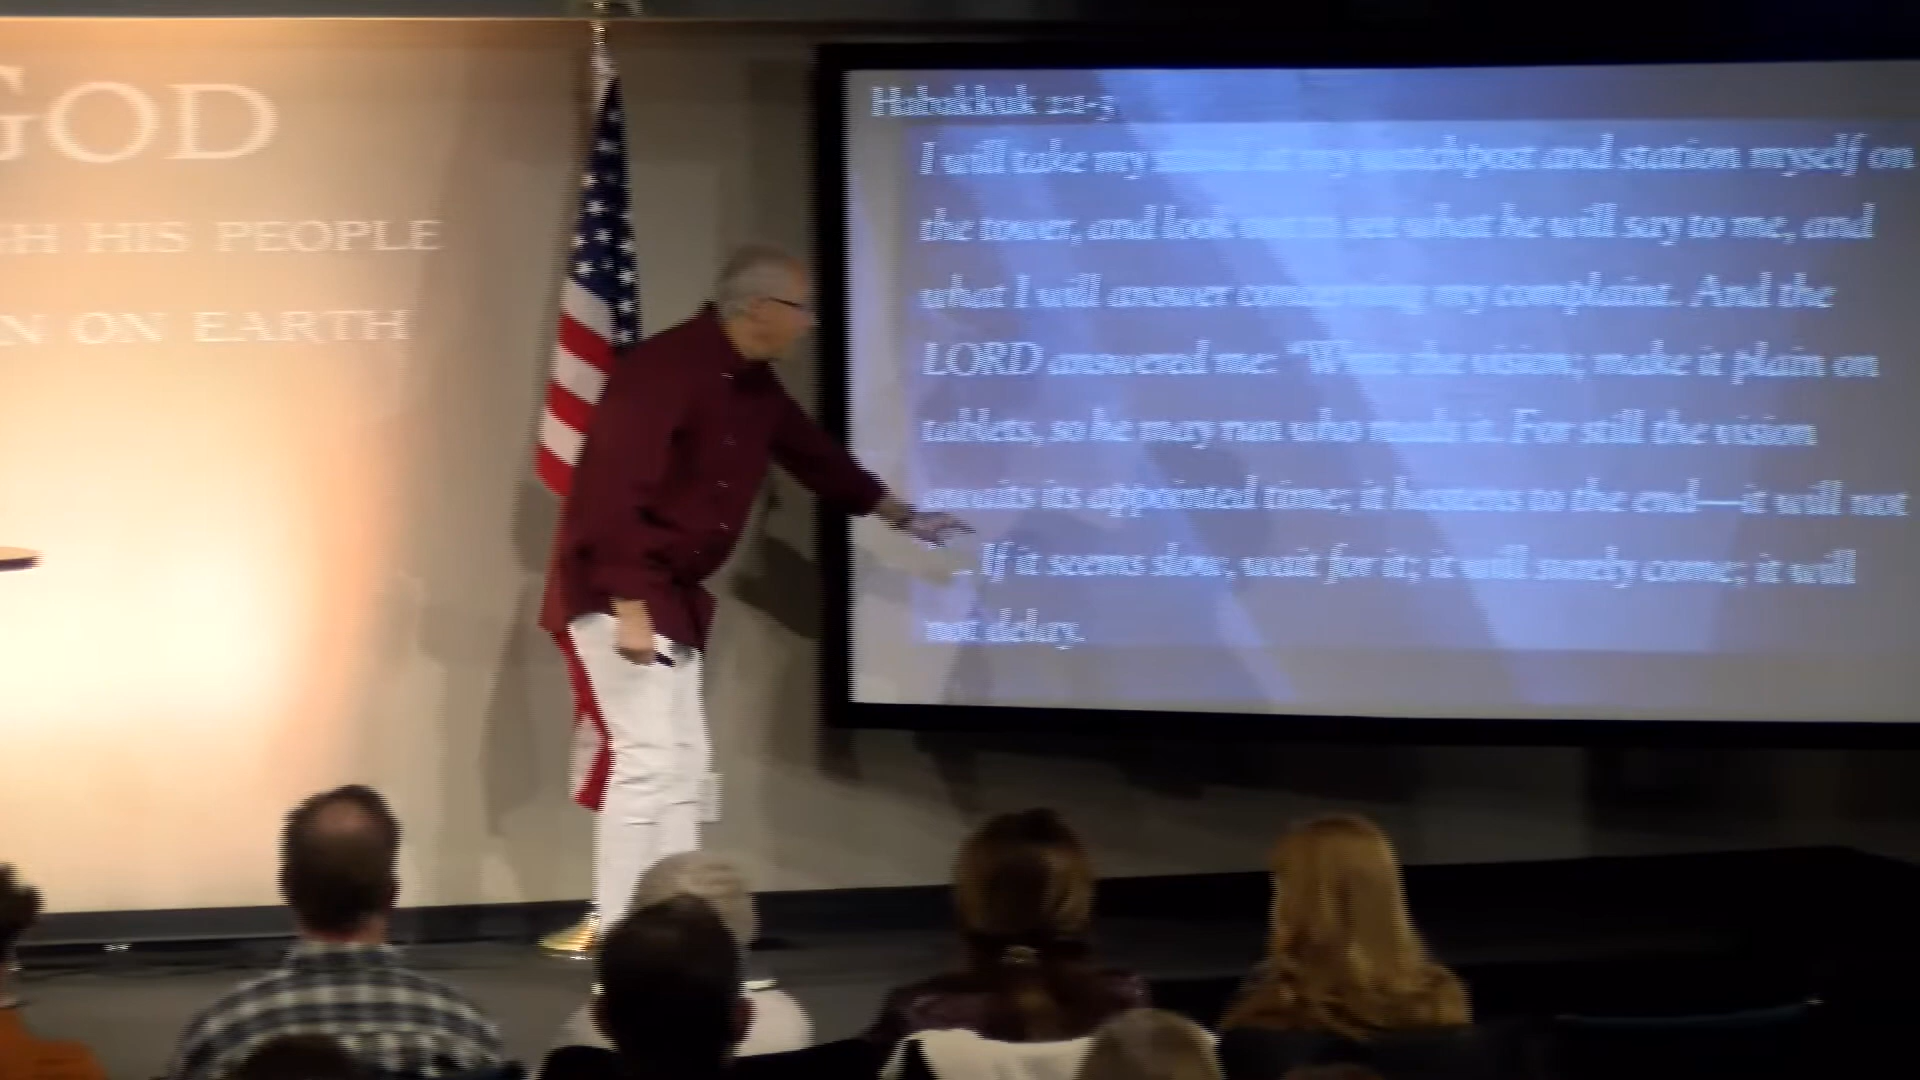 GOD
HIS PEOPLE
ON EARTH
Habakkuk 2:1-3
I will take my stand at my watchpost and station myself on
the tower, and look out to see what he will say to me, and
what I will answer concerning my complaint. And the
LORD answered me: "Write the vision; make it plain on
tablets, so he may run who reads it. For still the vision
awaits its appointed time; it hastens to the end—it will not
. If it seems slow, wait for it; it will surely come; it will
not delay.